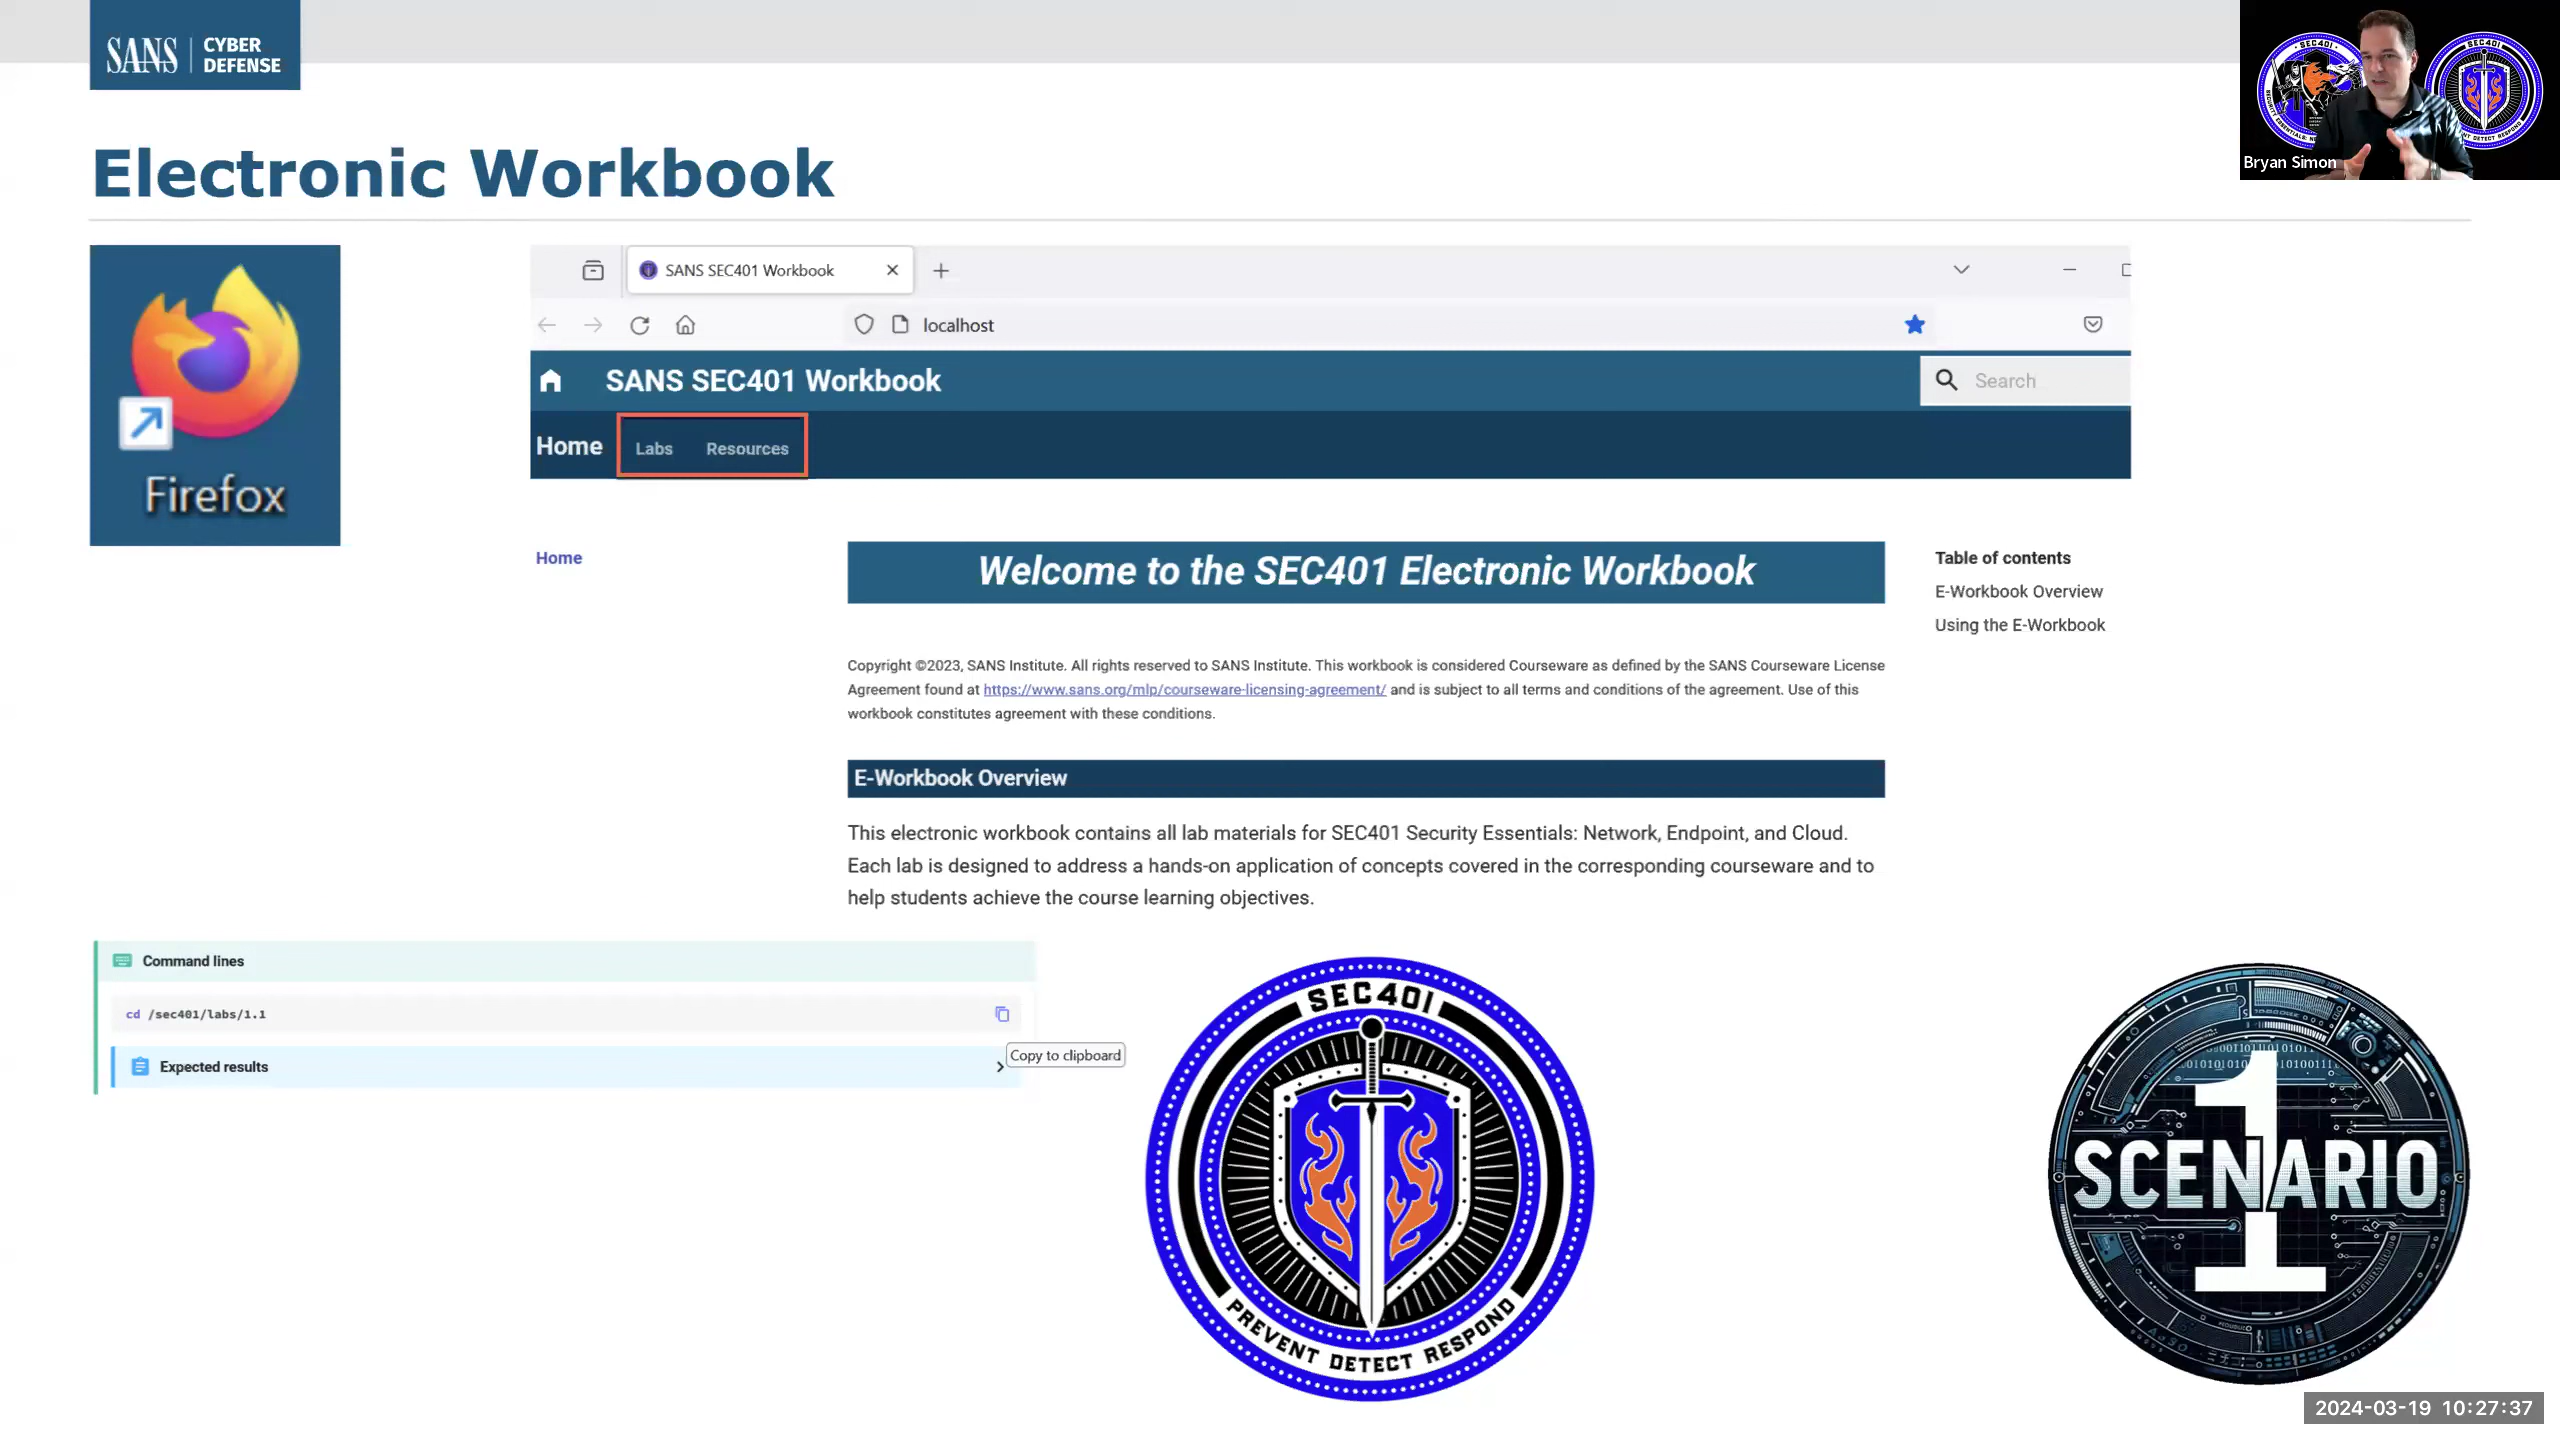 SANS | CYBER
DEFENSE
Bryan Simon
Electronic Workbook
Firefox
SANS SEC401 Workbook
localhost
SANS SEC401 Workbook
Search
Home Labs Resources
Home
Welcome to the SEC401 Electronic Workbook
Table of contents
E-Workbook Overview
Using the E-Workbook
Copyright ©2023, SANS Institute. All rights reserved to SANS Institute. This workbook is considered Courseware as defined by the SANS Courseware License
Agreement found at https://www.sans.org/mlp/courseware-licensing-agreement/ and is subject to all terms and conditions of the agreement. Use of this
workbook constitutes agreement with these conditions.
E-Workbook Overview
This electronic workbook contains all lab materials for SEC401 Security Essentials: Network, Endpoint, and Cloud.
Each lab is designed to address a hands-on application of concepts covered in the corresponding courseware and to
help students achieve the course learning objectives.
Command lines
cd /sec401/labs/1.1
Copy to clipboard
Expected results
SEC401
PREVENT DETECT RESPOND
SCENARIO
1
2024-03-19 10:27:37